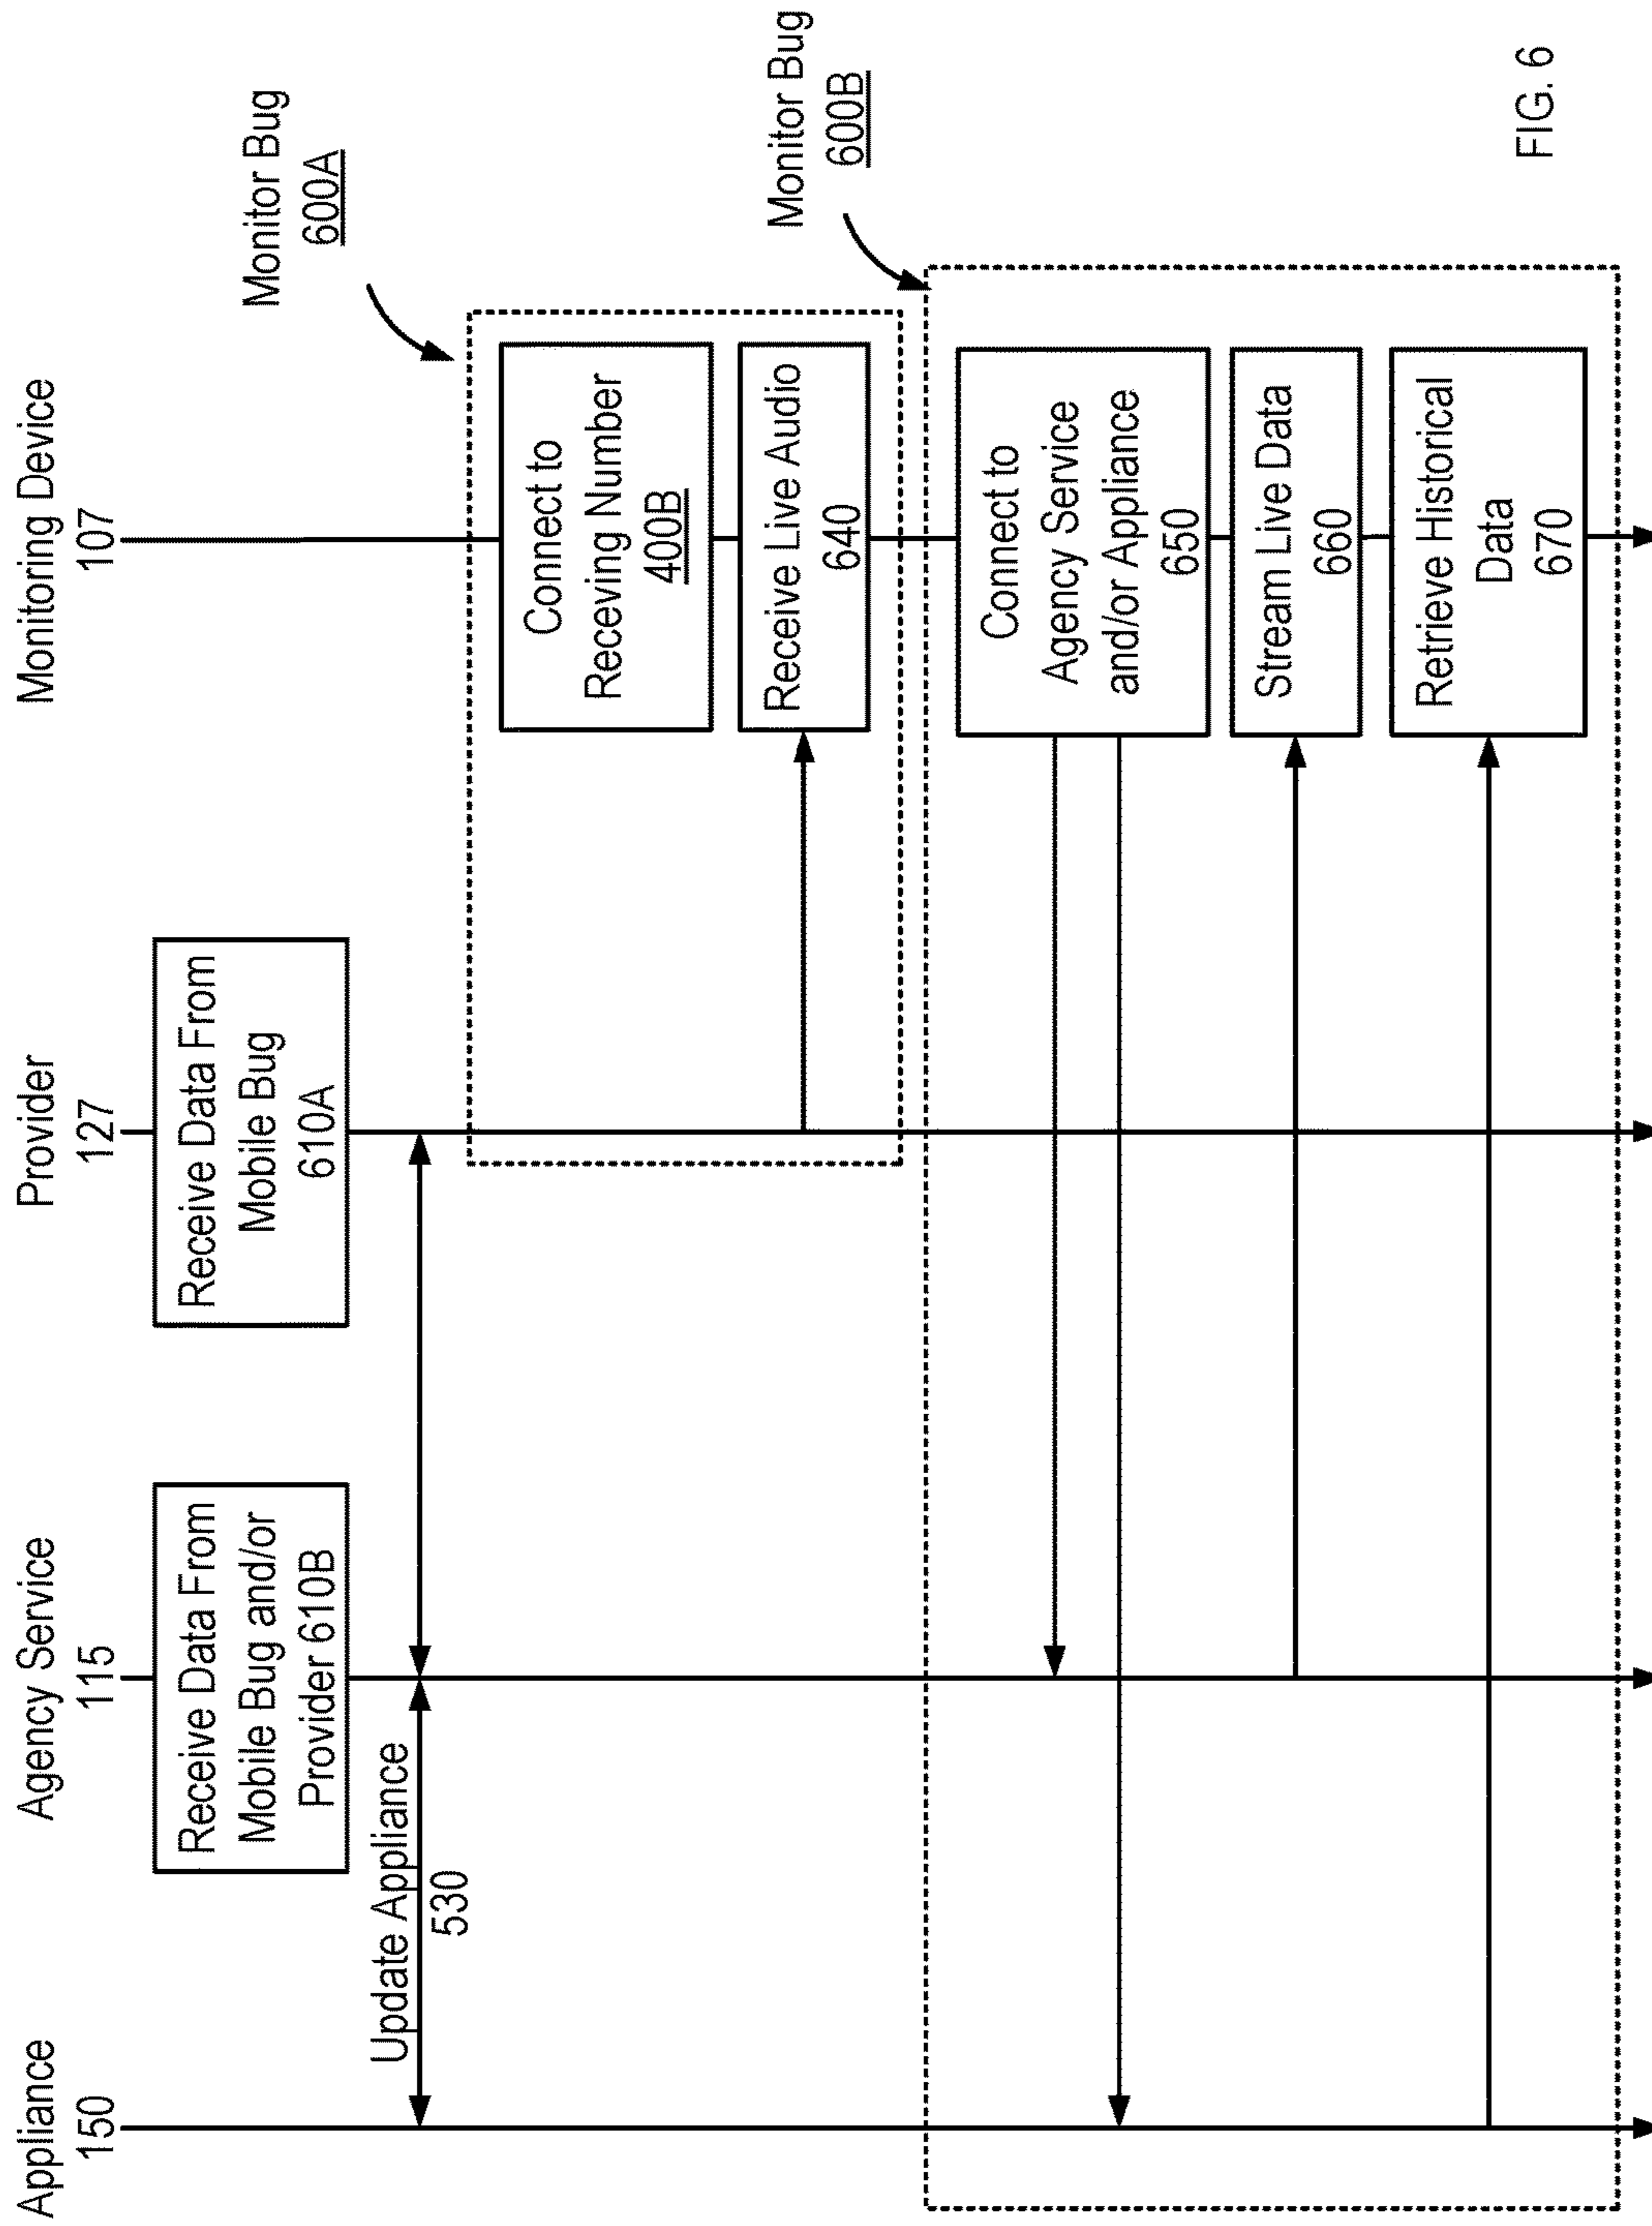 Appliance
150
Agency Service
115
Provider
127
Monitoring Device
107
Receive Data From
Mobile Bug and/or
Provider 610B
Receive Data From
Mobile Bug
610A
Update Appliance
530
Monitor Bug
600A
Connect to
Receiving Number
400B
Receive Live Audio
640
Monitor Bug
600B
Connect to
Agency Service
and/or Appliance
650
Stream Live Data
660
Retrieve Historical
Data
670
FIG. 6